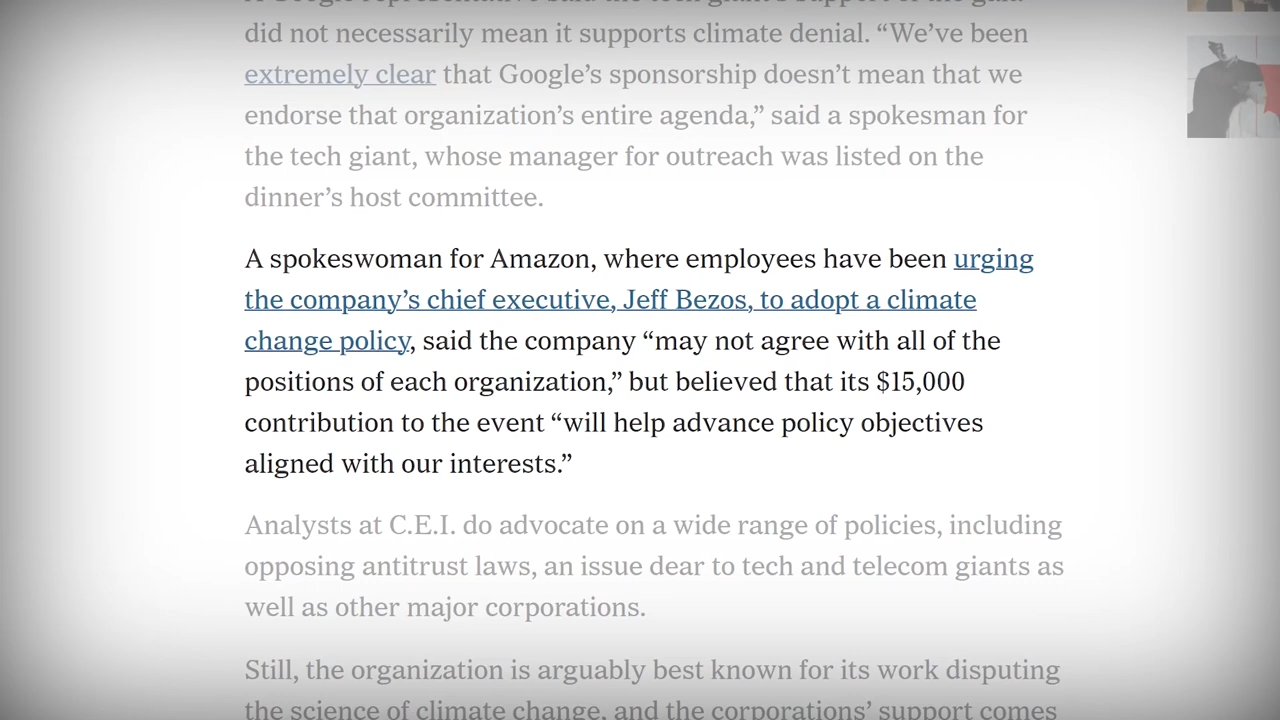 did not necessarily mean it supports climate denial. “We’ve been
extremely clear that Google’s sponsorship doesn’t mean that we
endorse that organization’s entire agenda,” said a spokesman for
the tech giant, whose manager for outreach was listed on the
dinner’s host committee.
A spokeswoman for Amazon, where employees have been urging
the company’s chief executive, Jeff Bezos, to adopt a climate
change policy, said the company “may not agree with all of the
positions of each organization,” but believed that its $15,000
contribution to the event “will help advance policy objectives
aligned with our interests.”
Analysts at C.E.I. do advocate on a wide range of policies, including
opposing antitrust laws, an issue dear to tech and telecom giants as
well as other major corporations.
Still, the organization is arguably best known for its work disputing
the science of climate change, and the corporations’ support comes